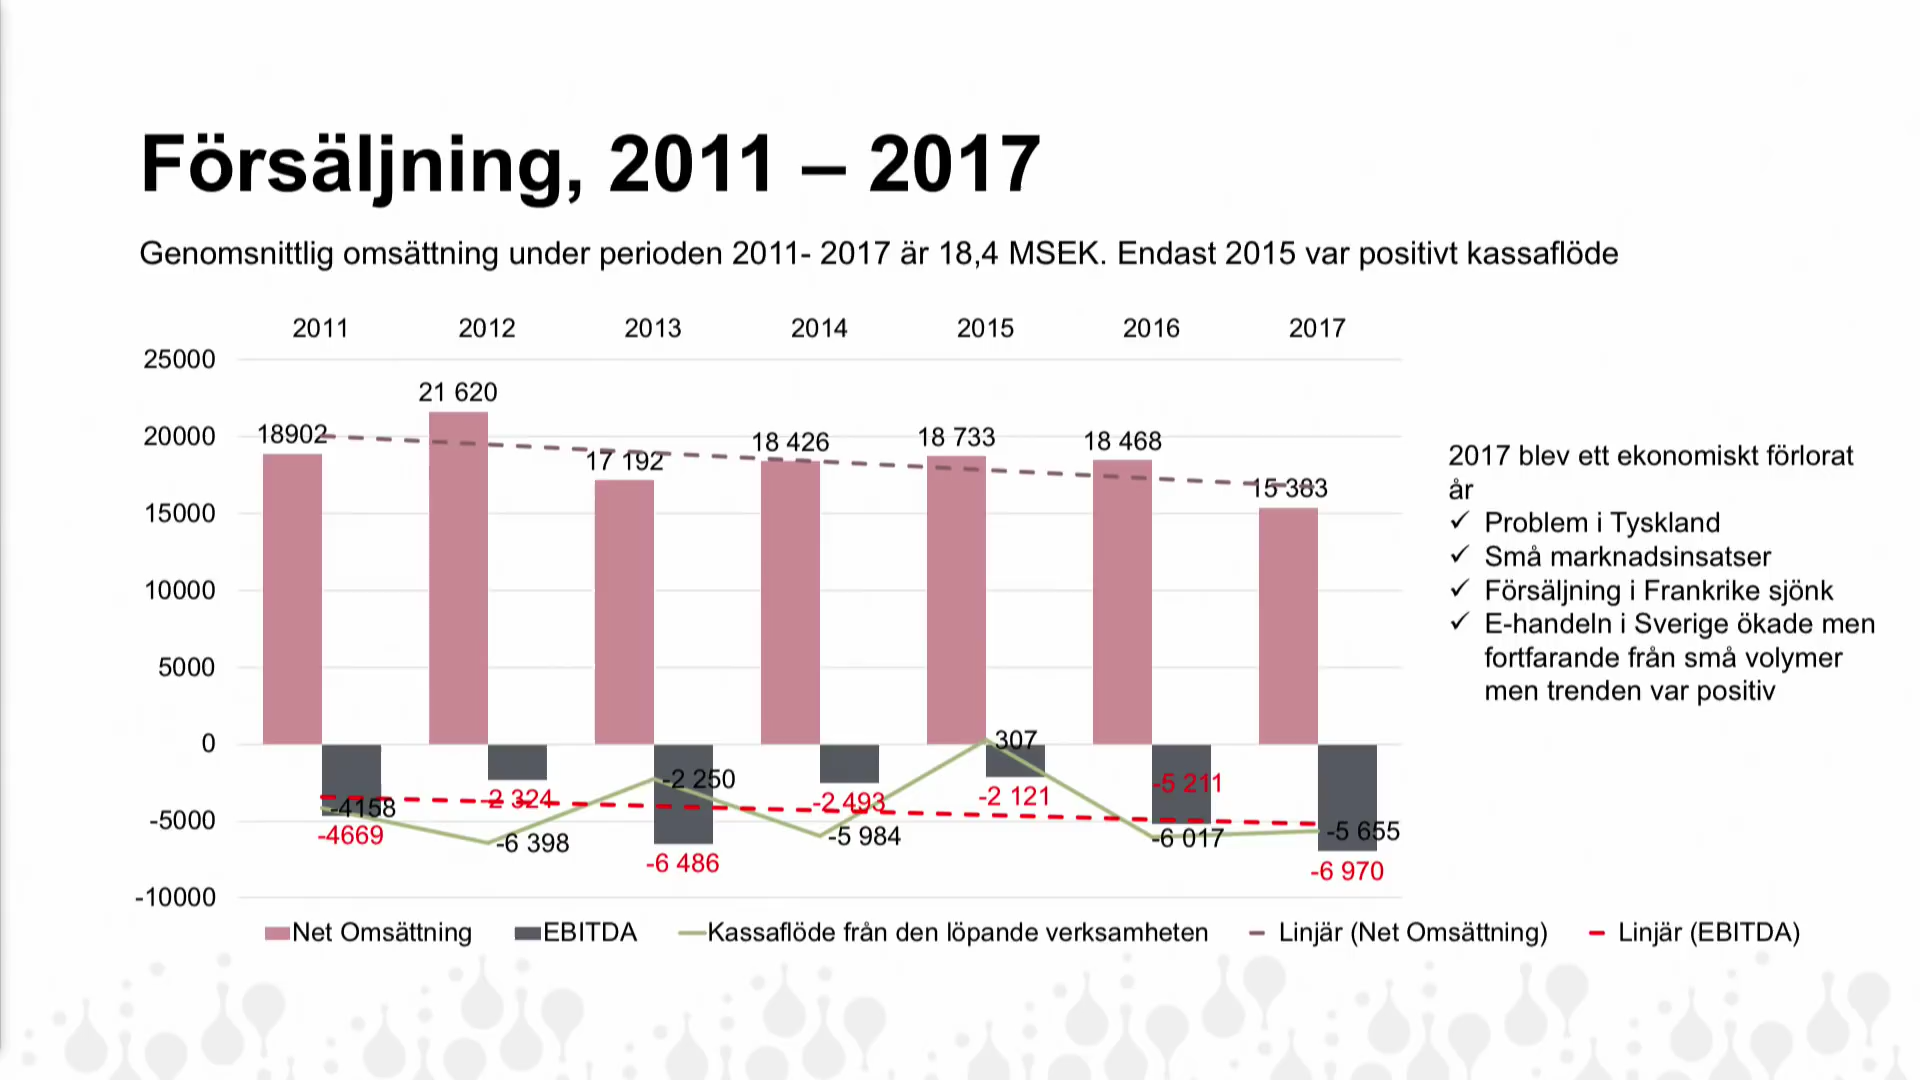 Försäljning, 2011 – 2017
Genomsnittlig omsättning under perioden 2011- 2017 är 18,4 MSEK. Endast 2015 var positivt kassaflöde
2011 2012 2013 2014 2015 2016 2017
25000
20000
15000
10000
5000
0
-5000
-10000
18902 21 620 17 192 18 426 18 733 18 468 15 383
-4158 -6 398 -2 250 -5 984 307 -6 017 -5 655
-4669 -2 324 -6 486 -2 493 -2 121 -5 211 -6 970
Net Omsättning EBITDA Kassaflöde från den löpande verksamheten Linjär (Net Omsättning) Linjär (EBITDA)
2017 blev ett ekonomiskt förlorat
år
✓ Problem i Tyskland
✓ Små marknadsinsatser
✓ Försäljning i Frankrike sjönk
✓ E-handeln i Sverige ökade men
fortfarande från små volymer
men trenden var positiv